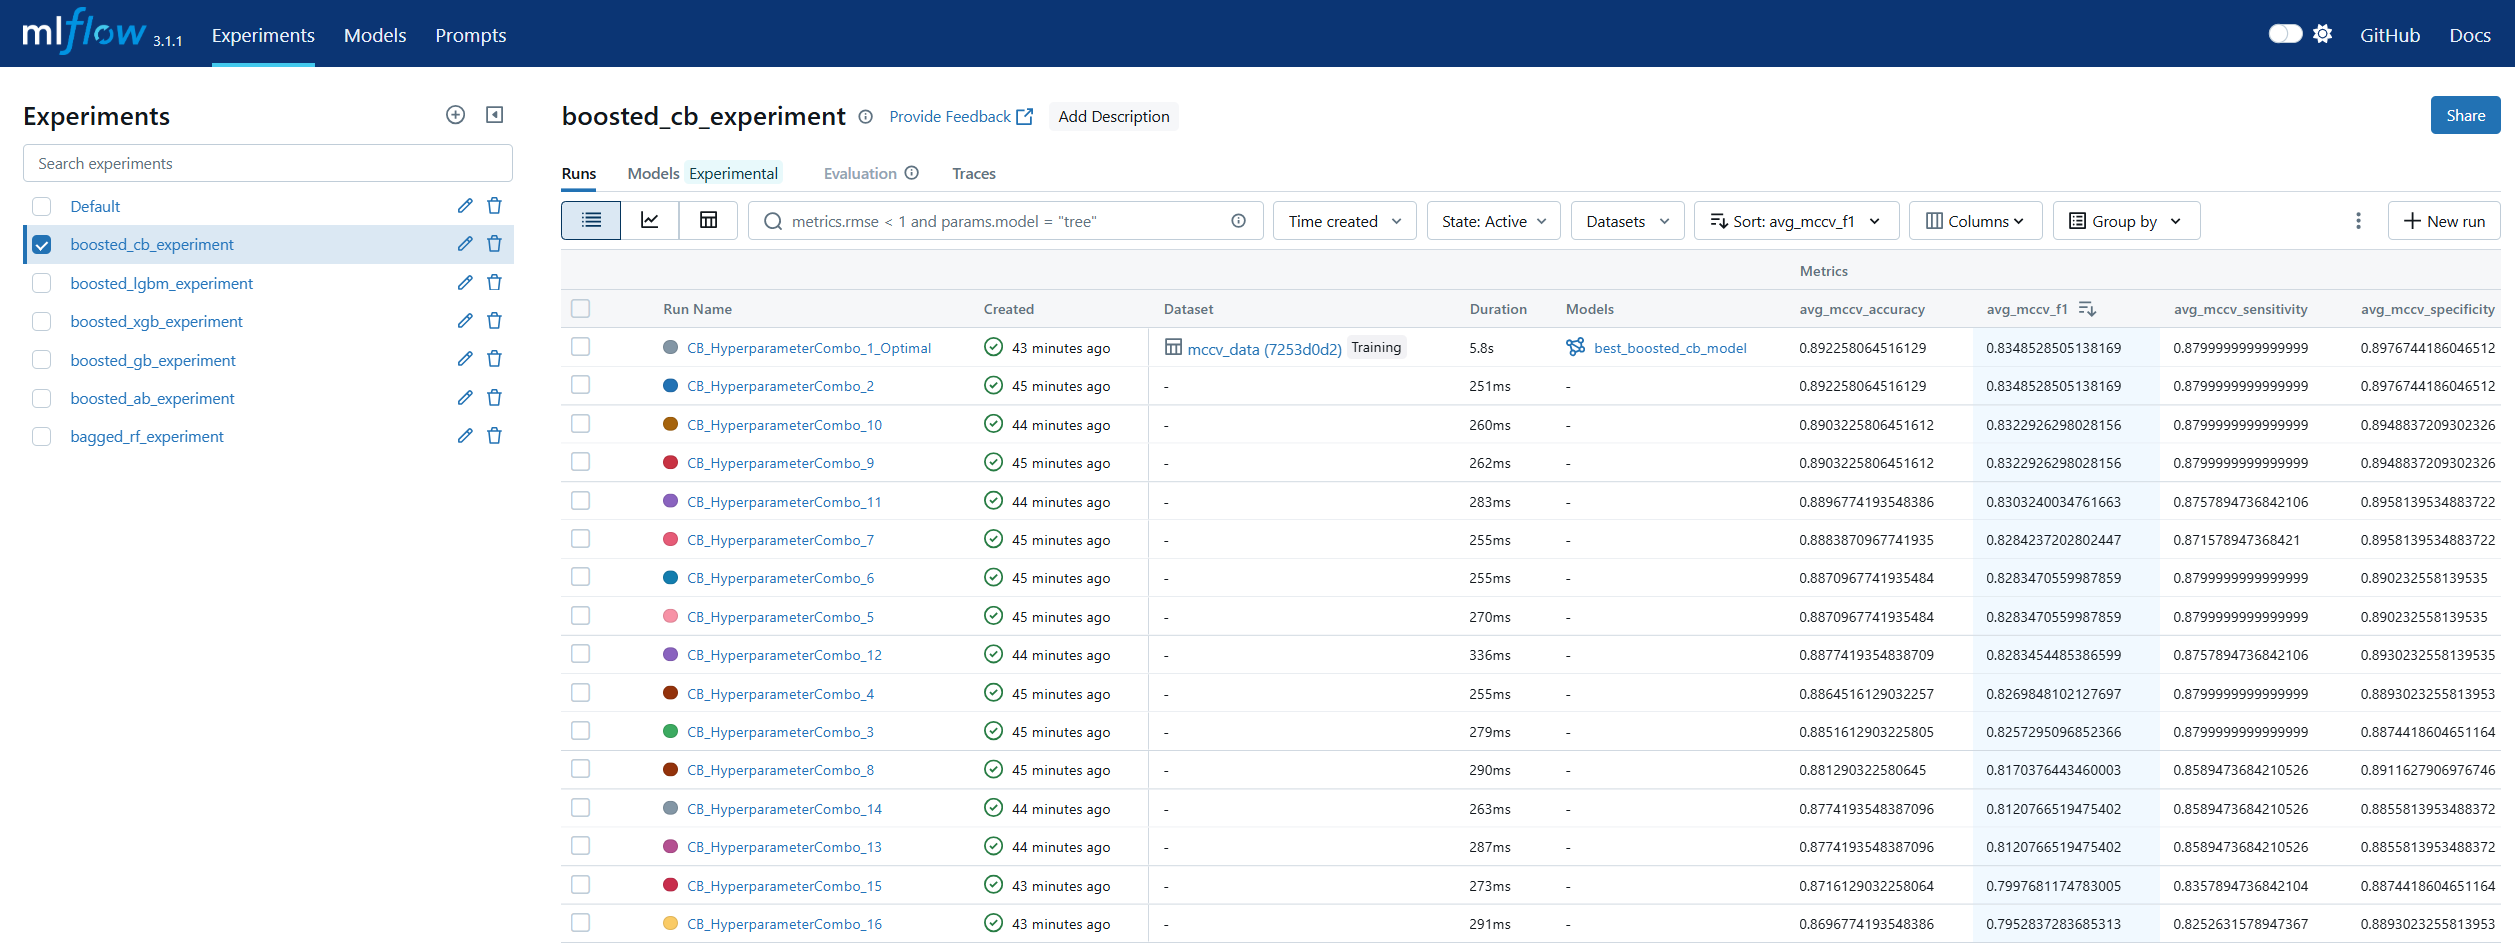 mlflow 3.1.1 Experiments Models Prompts GitHub Docs
Experiments
Search experiments
Default
boosted_cb_experiment
boosted_lgbm_experiment
boosted_xgb_experiment
boosted_gb_experiment
boosted_ab_experiment
bagged_rf_experiment
boosted_cb_experiment Provide Feedback Add Description Share
Runs Models Experimental Evaluation Traces
metrics.rmse < 1 and params.model = "tree" Time created State: Active Datasets Sort: avg_mccv_f1 Columns Group by New run
Metrics
Run Name Created Dataset Duration Models avg_mccv_accuracy avg_mccv_f1 avg_mccv_sensitivity avg_mccv_specificity
CB_HyperparameterCombo_1_Optimal 43 minutes ago mccv_data (7253d0d2) Training 5.8s best_boosted_cb_model 0.892258064516129 0.8348528505138169 0.8799999999999999 0.8976744186046512
CB_HyperparameterCombo_2 45 minutes ago - 251ms - 0.892258064516129 0.8348528505138169 0.8799999999999999 0.8976744186046512
CB_HyperparameterCombo_10 44 minutes ago - 260ms - 0.8903225806451612 0.8322926298028156 0.8799999999999999 0.8948837209302326
CB_HyperparameterCombo_9 45 minutes ago - 262ms - 0.8903225806451612 0.8322926298028156 0.8799999999999999 0.8948837209302326
CB_HyperparameterCombo_11 44 minutes ago - 283ms - 0.8896774193548386 0.8303240034761663 0.8757894736842106 0.8958139534883722
CB_HyperparameterCombo_7 45 minutes ago - 255ms - 0.8883870967741935 0.8284237202802447 0.871578947368421 0.8958139534883722
CB_HyperparameterCombo_6 45 minutes ago - 255ms - 0.8870967741935484 0.8283470559987859 0.8799999999999999 0.890232558139535
CB_HyperparameterCombo_5 45 minutes ago - 270ms - 0.8870967741935484 0.8283470559987859 0.8799999999999999 0.890232558139535
CB_HyperparameterCombo_12 44 minutes ago - 336ms - 0.8877419354838709 0.8283454485386599 0.8757894736842106 0.8930232558139535
CB_HyperparameterCombo_4 45 minutes ago - 255ms - 0.8864516129032257 0.8269848102127697 0.8799999999999999 0.8893023255813953
CB_HyperparameterCombo_3 45 minutes ago - 279ms - 0.8851612903225805 0.8257295096852366 0.8799999999999999 0.8874418604651164
CB_HyperparameterCombo_8 45 minutes ago - 290ms - 0.881290322580645 0.8170376443460003 0.8589473684210526 0.8911627906976746
CB_HyperparameterCombo_14 44 minutes ago - 263ms - 0.8774193548387096 0.8120766519475402 0.8589473684210526 0.8855813953488372
CB_HyperparameterCombo_13 44 minutes ago - 287ms - 0.8774193548387096 0.8120766519475402 0.8589473684210526 0.8855813953488372
CB_HyperparameterCombo_15 43 minutes ago - 273ms - 0.8716129032258064 0.7997681174783005 0.8357894736842104 0.8874418604651164
CB_HyperparameterCombo_16 43 minutes ago - 291ms - 0.8696774193548386 0.7952837283685313 0.8252631578947367 0.8893023255813953